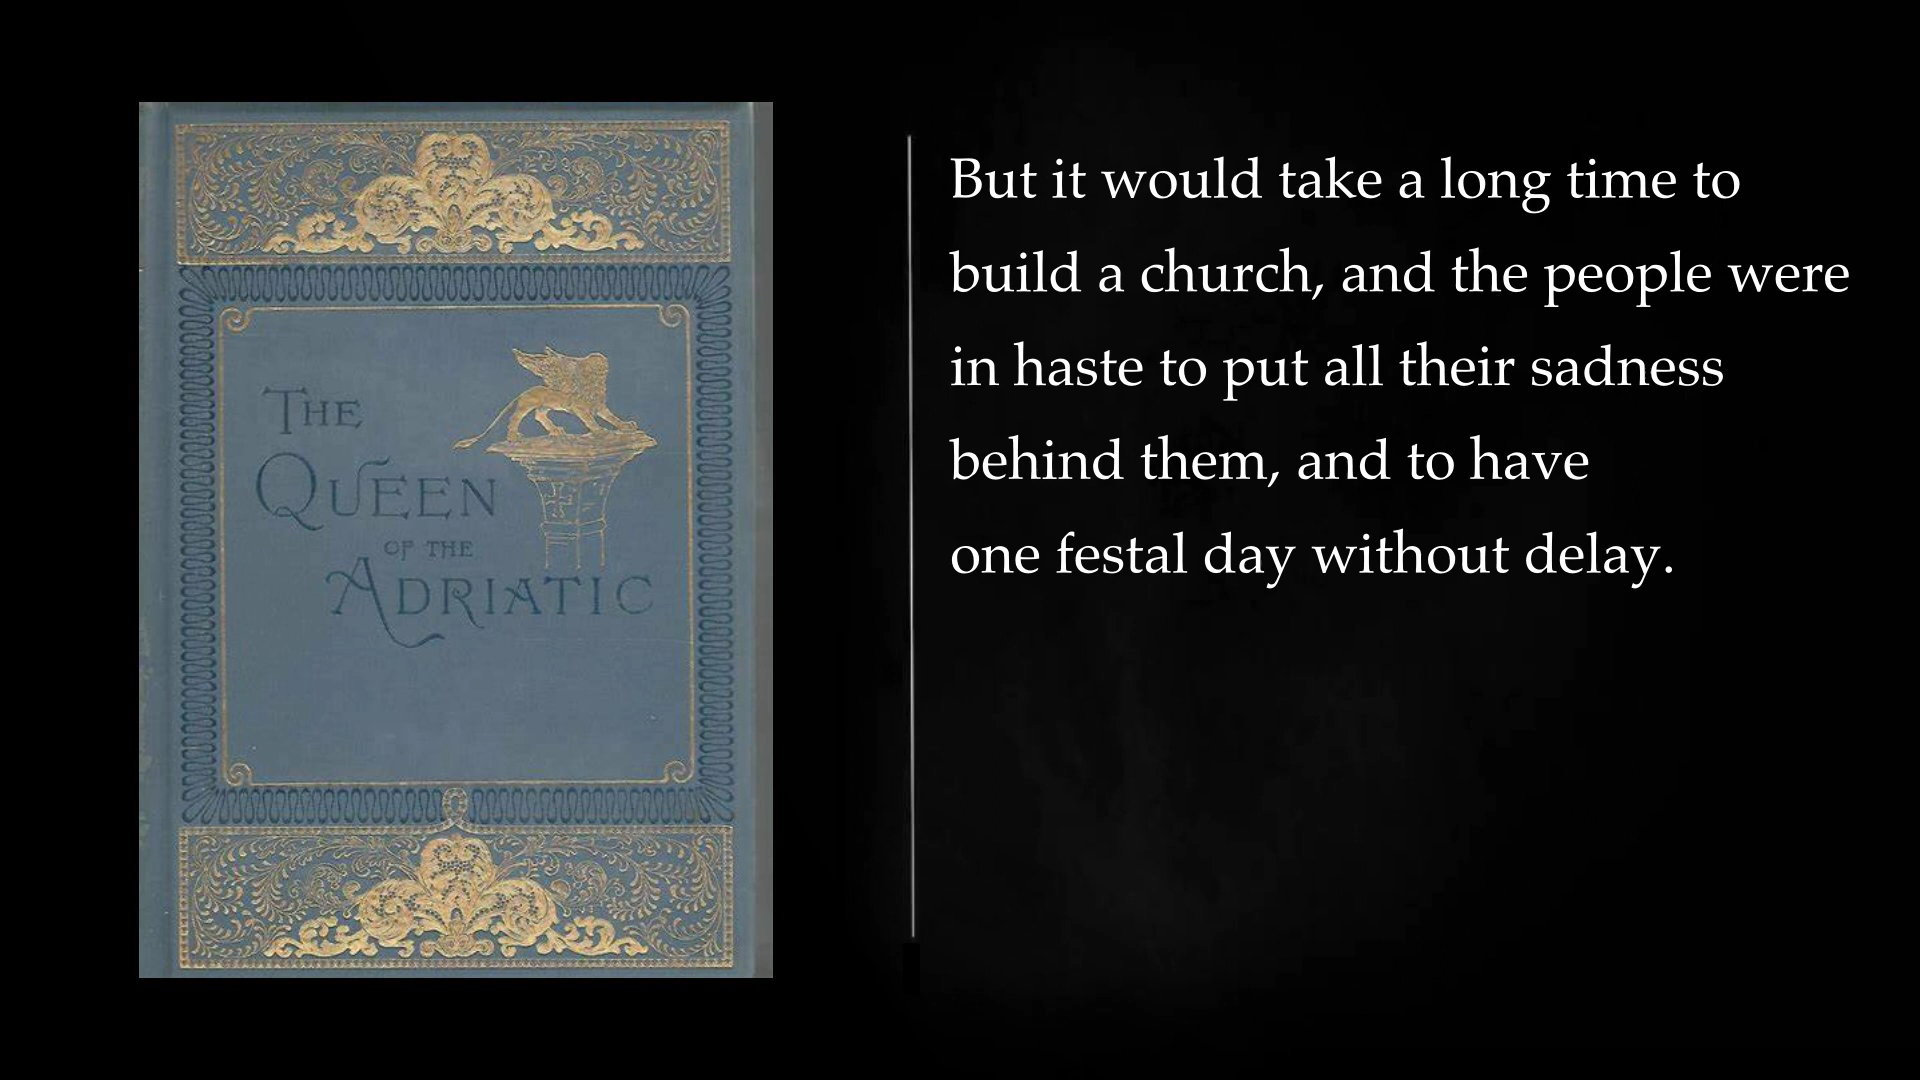 THE
QUEEN
OF THE
ADRIATIC
But it would take a long time to
build a church, and the people were
in haste to put all their sadness
behind them, and to have
one festal day without delay.